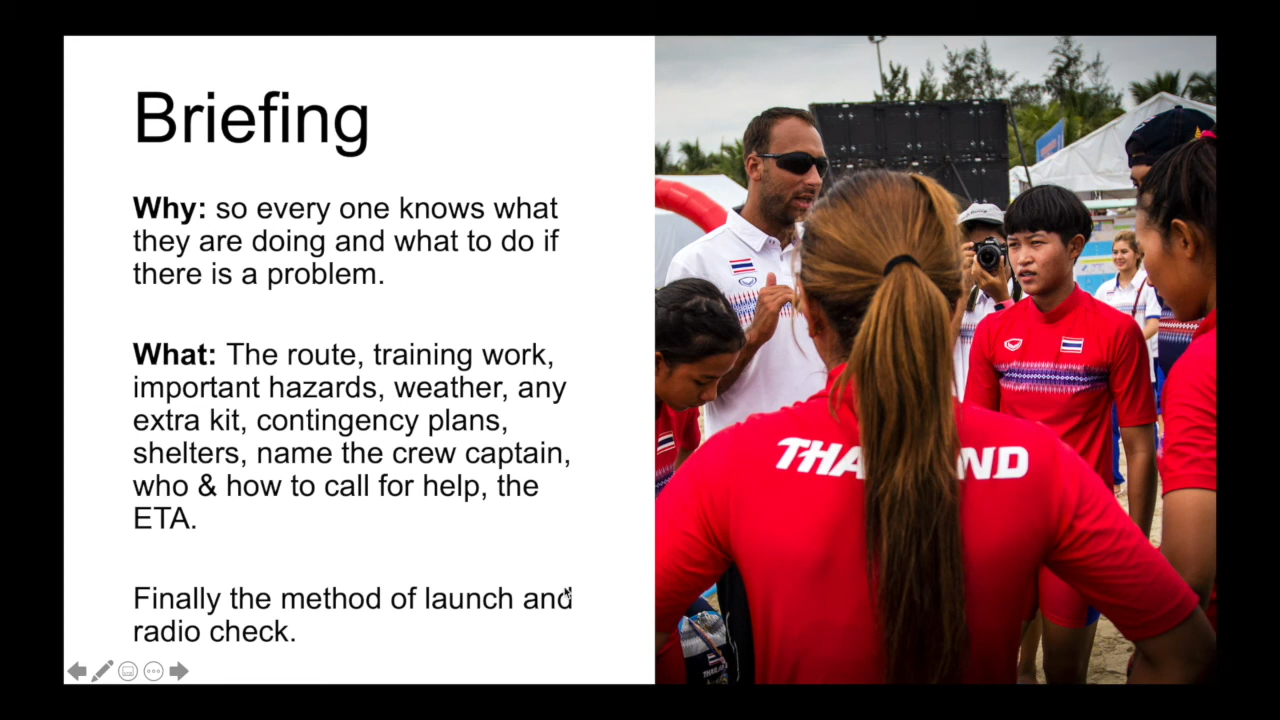 Briefing
Why: so every one knows what
they are doing and what to do if
there is a problem.
What: The route, training work,
important hazards, weather, any
extra kit, contingency plans,
shelters, name the crew captain,
who & how to call for help, the
ETA.
Finally the method of launch and
radio check.